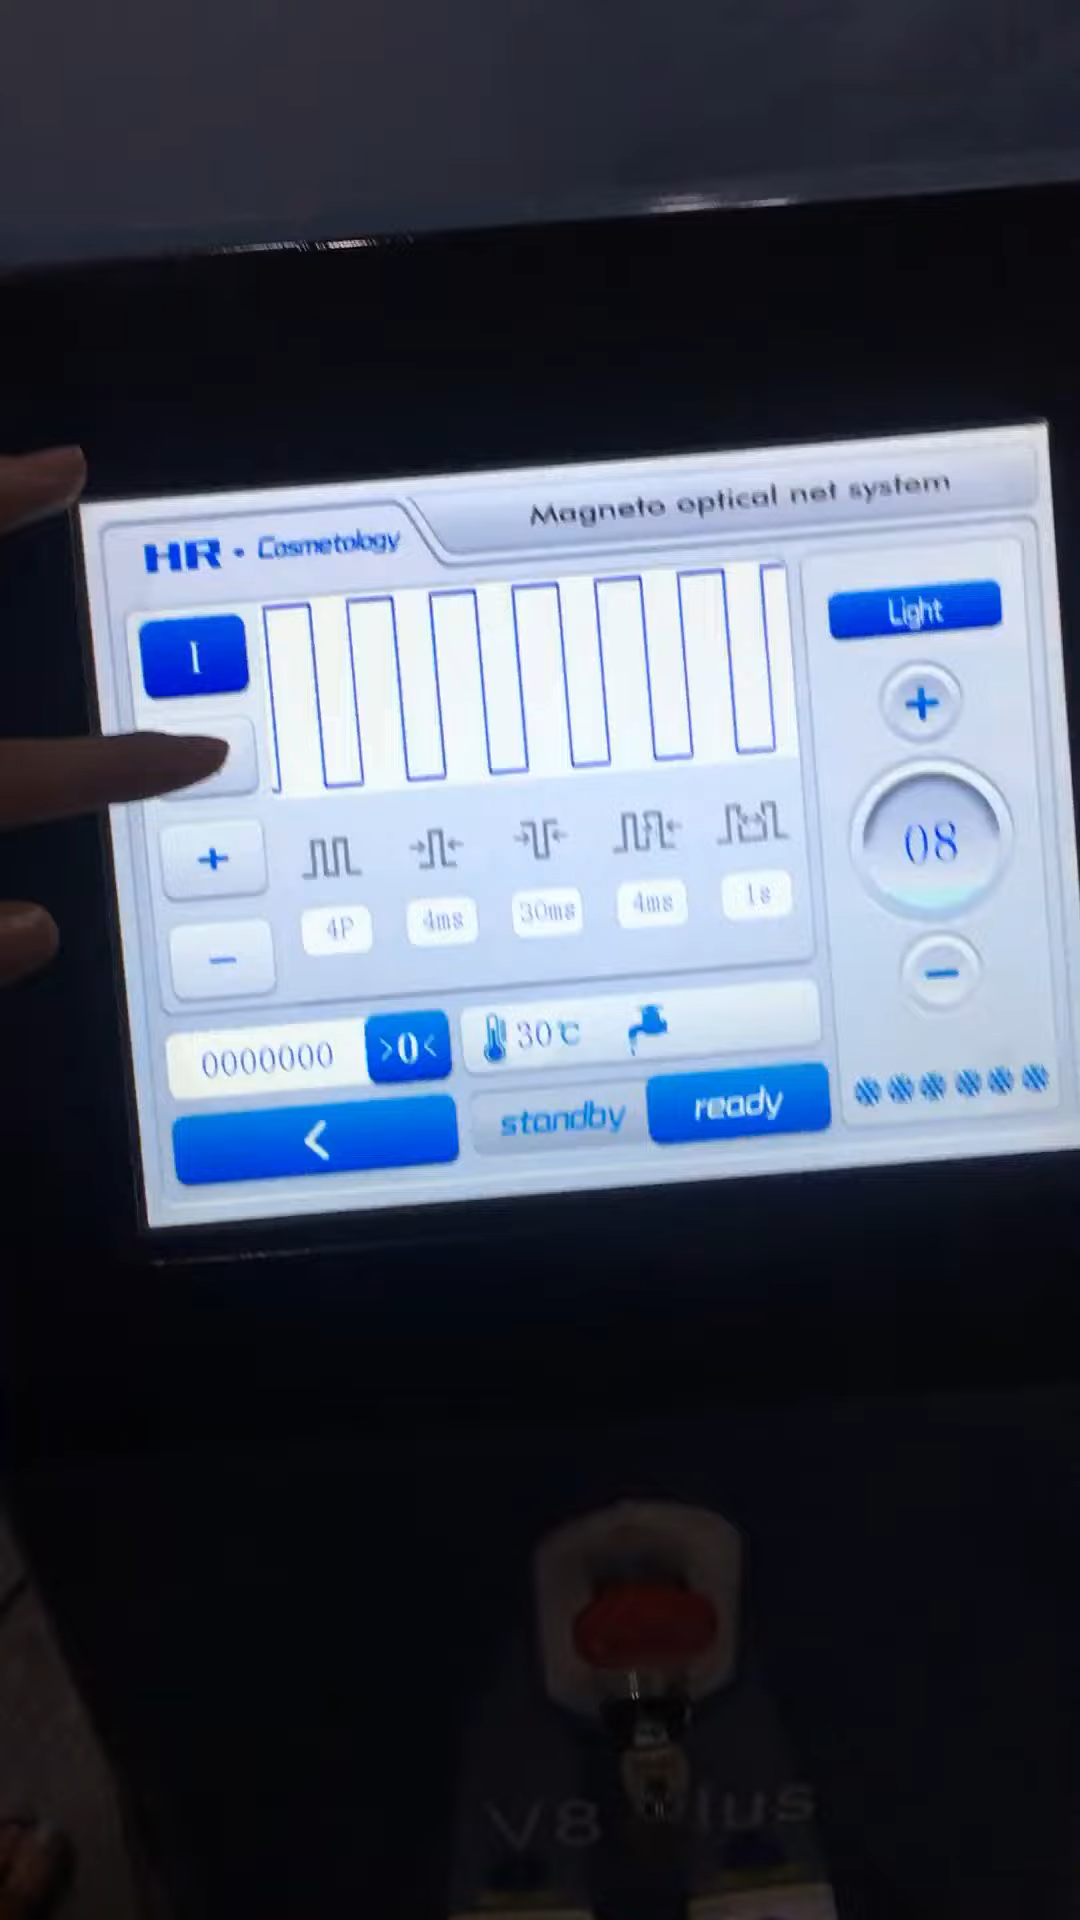 Magneto optical net system
HR • Cosmetology
I
Light
+
08
+
4P
4ms
30ms
4ms
1s
-
-
0000000
>0<
30℃
<
standby
ready
V8
lus